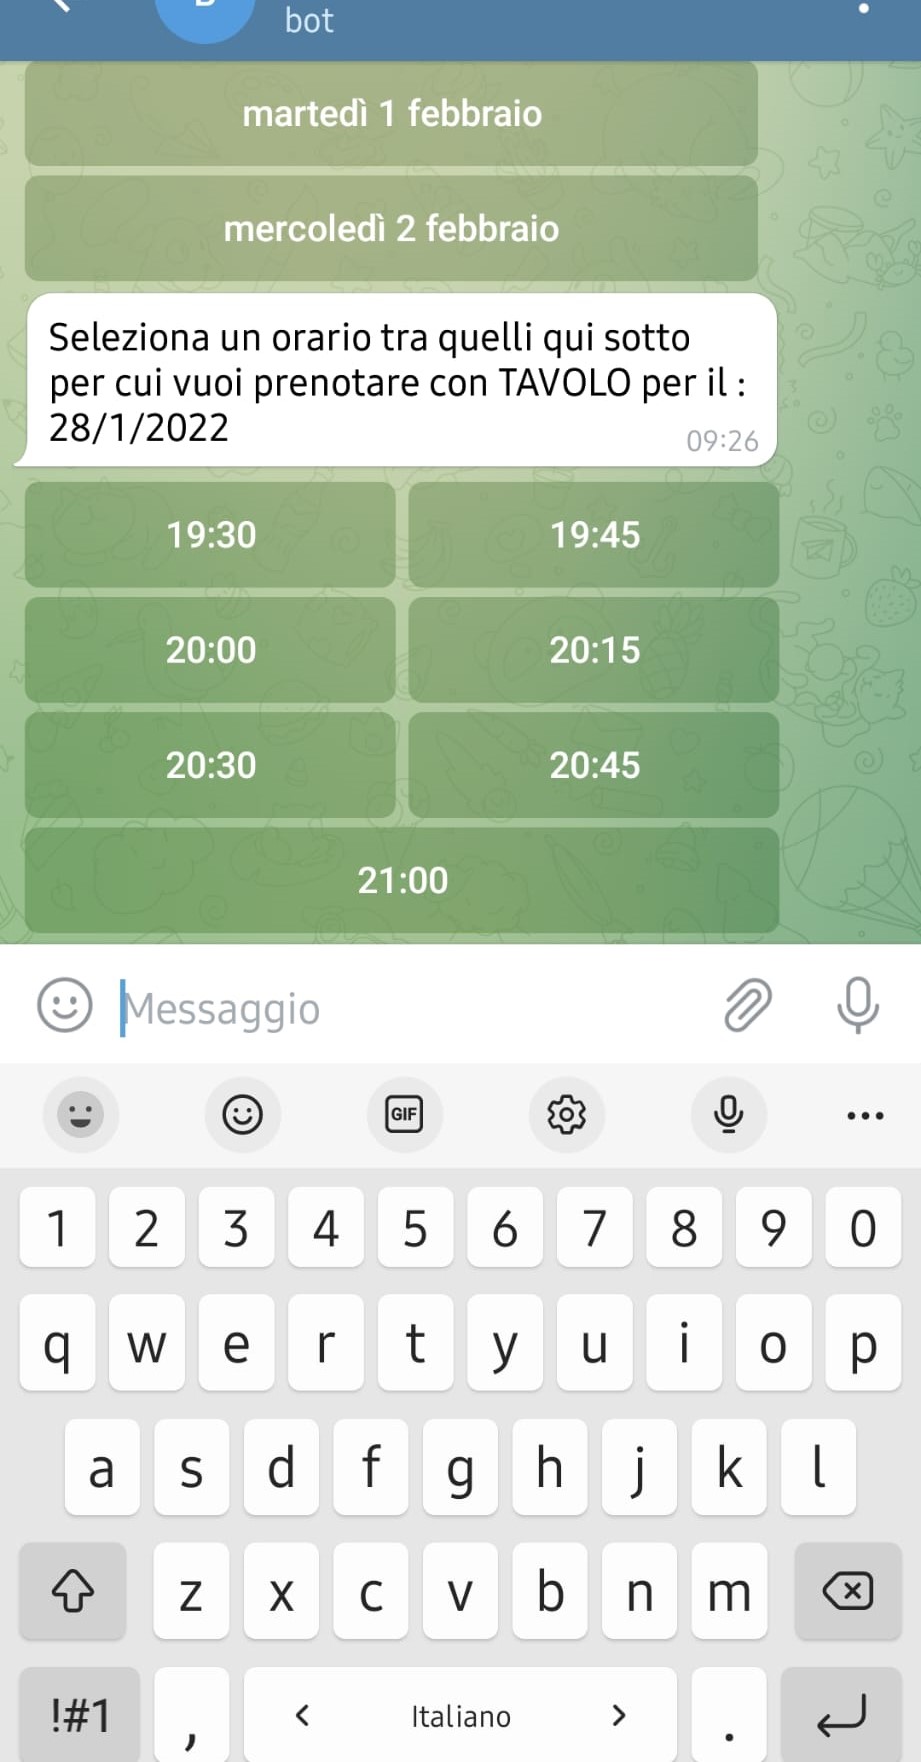 bot
martedì 1 febbraio
mercoledì 2 febbraio
Seleziona un orario tra quelli qui sotto
per cui vuoi prenotare con TAVOLO per il :
28/1/2022
09:26
19:30 19:45
20:00 20:15
20:30 20:45
21:00
Messaggio
GIF
1 2 3 4 5 6 7 8 9 0
q w e r t y u i o p
a s d f g h j k l
z x c v b n m
!#1 , < Italiano > .